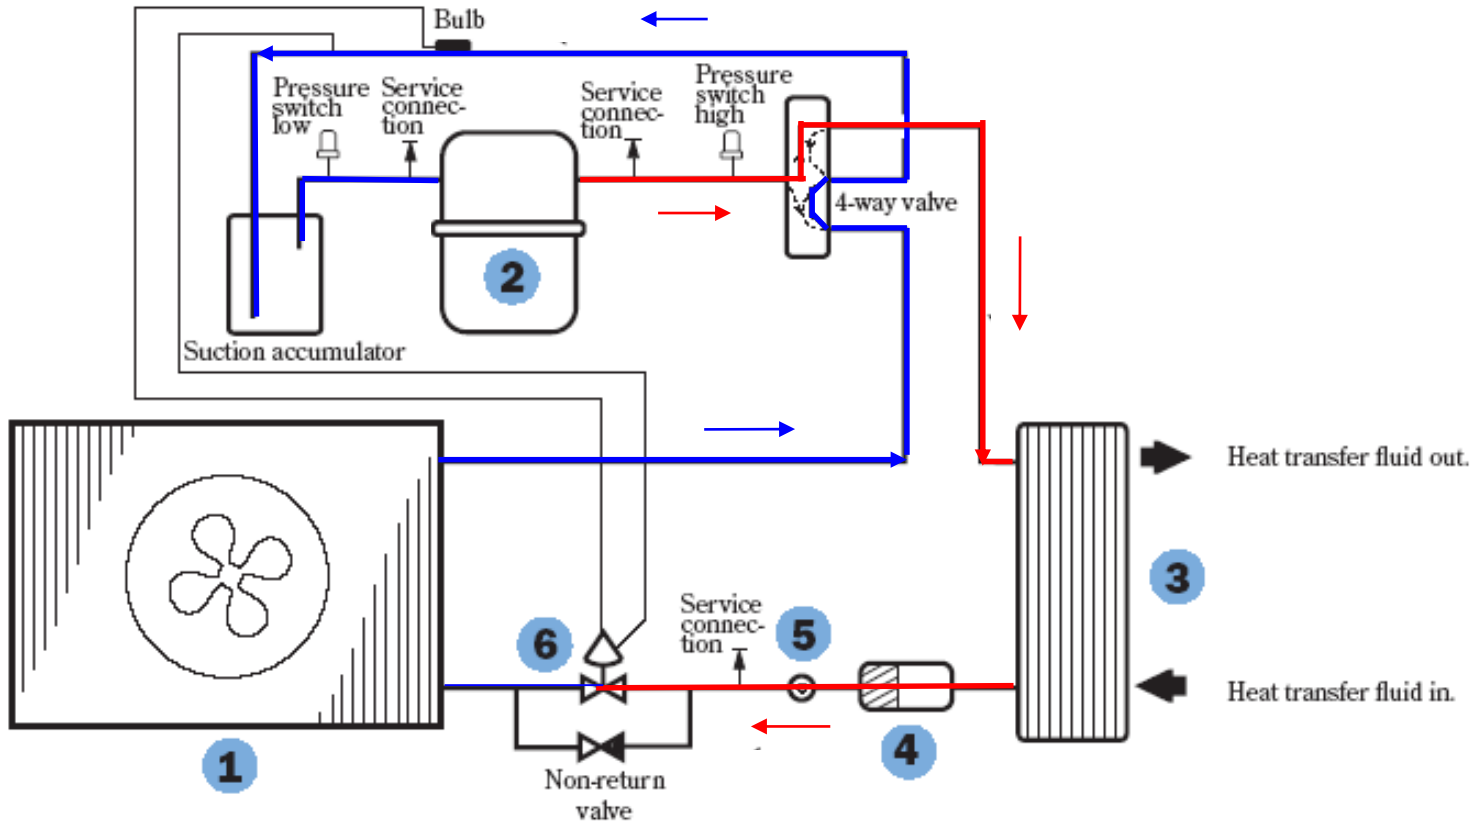 Bulb
Pressure
switch
low
Service
connec-
tion
Service
connec-
tion
Pressure
switch
high
4-way valve
2
Suction accumulator
Heat transfer fluid out.
3
Service
connec-
tion
5
6
Heat transfer fluid in.
4
1
Non-return
valve